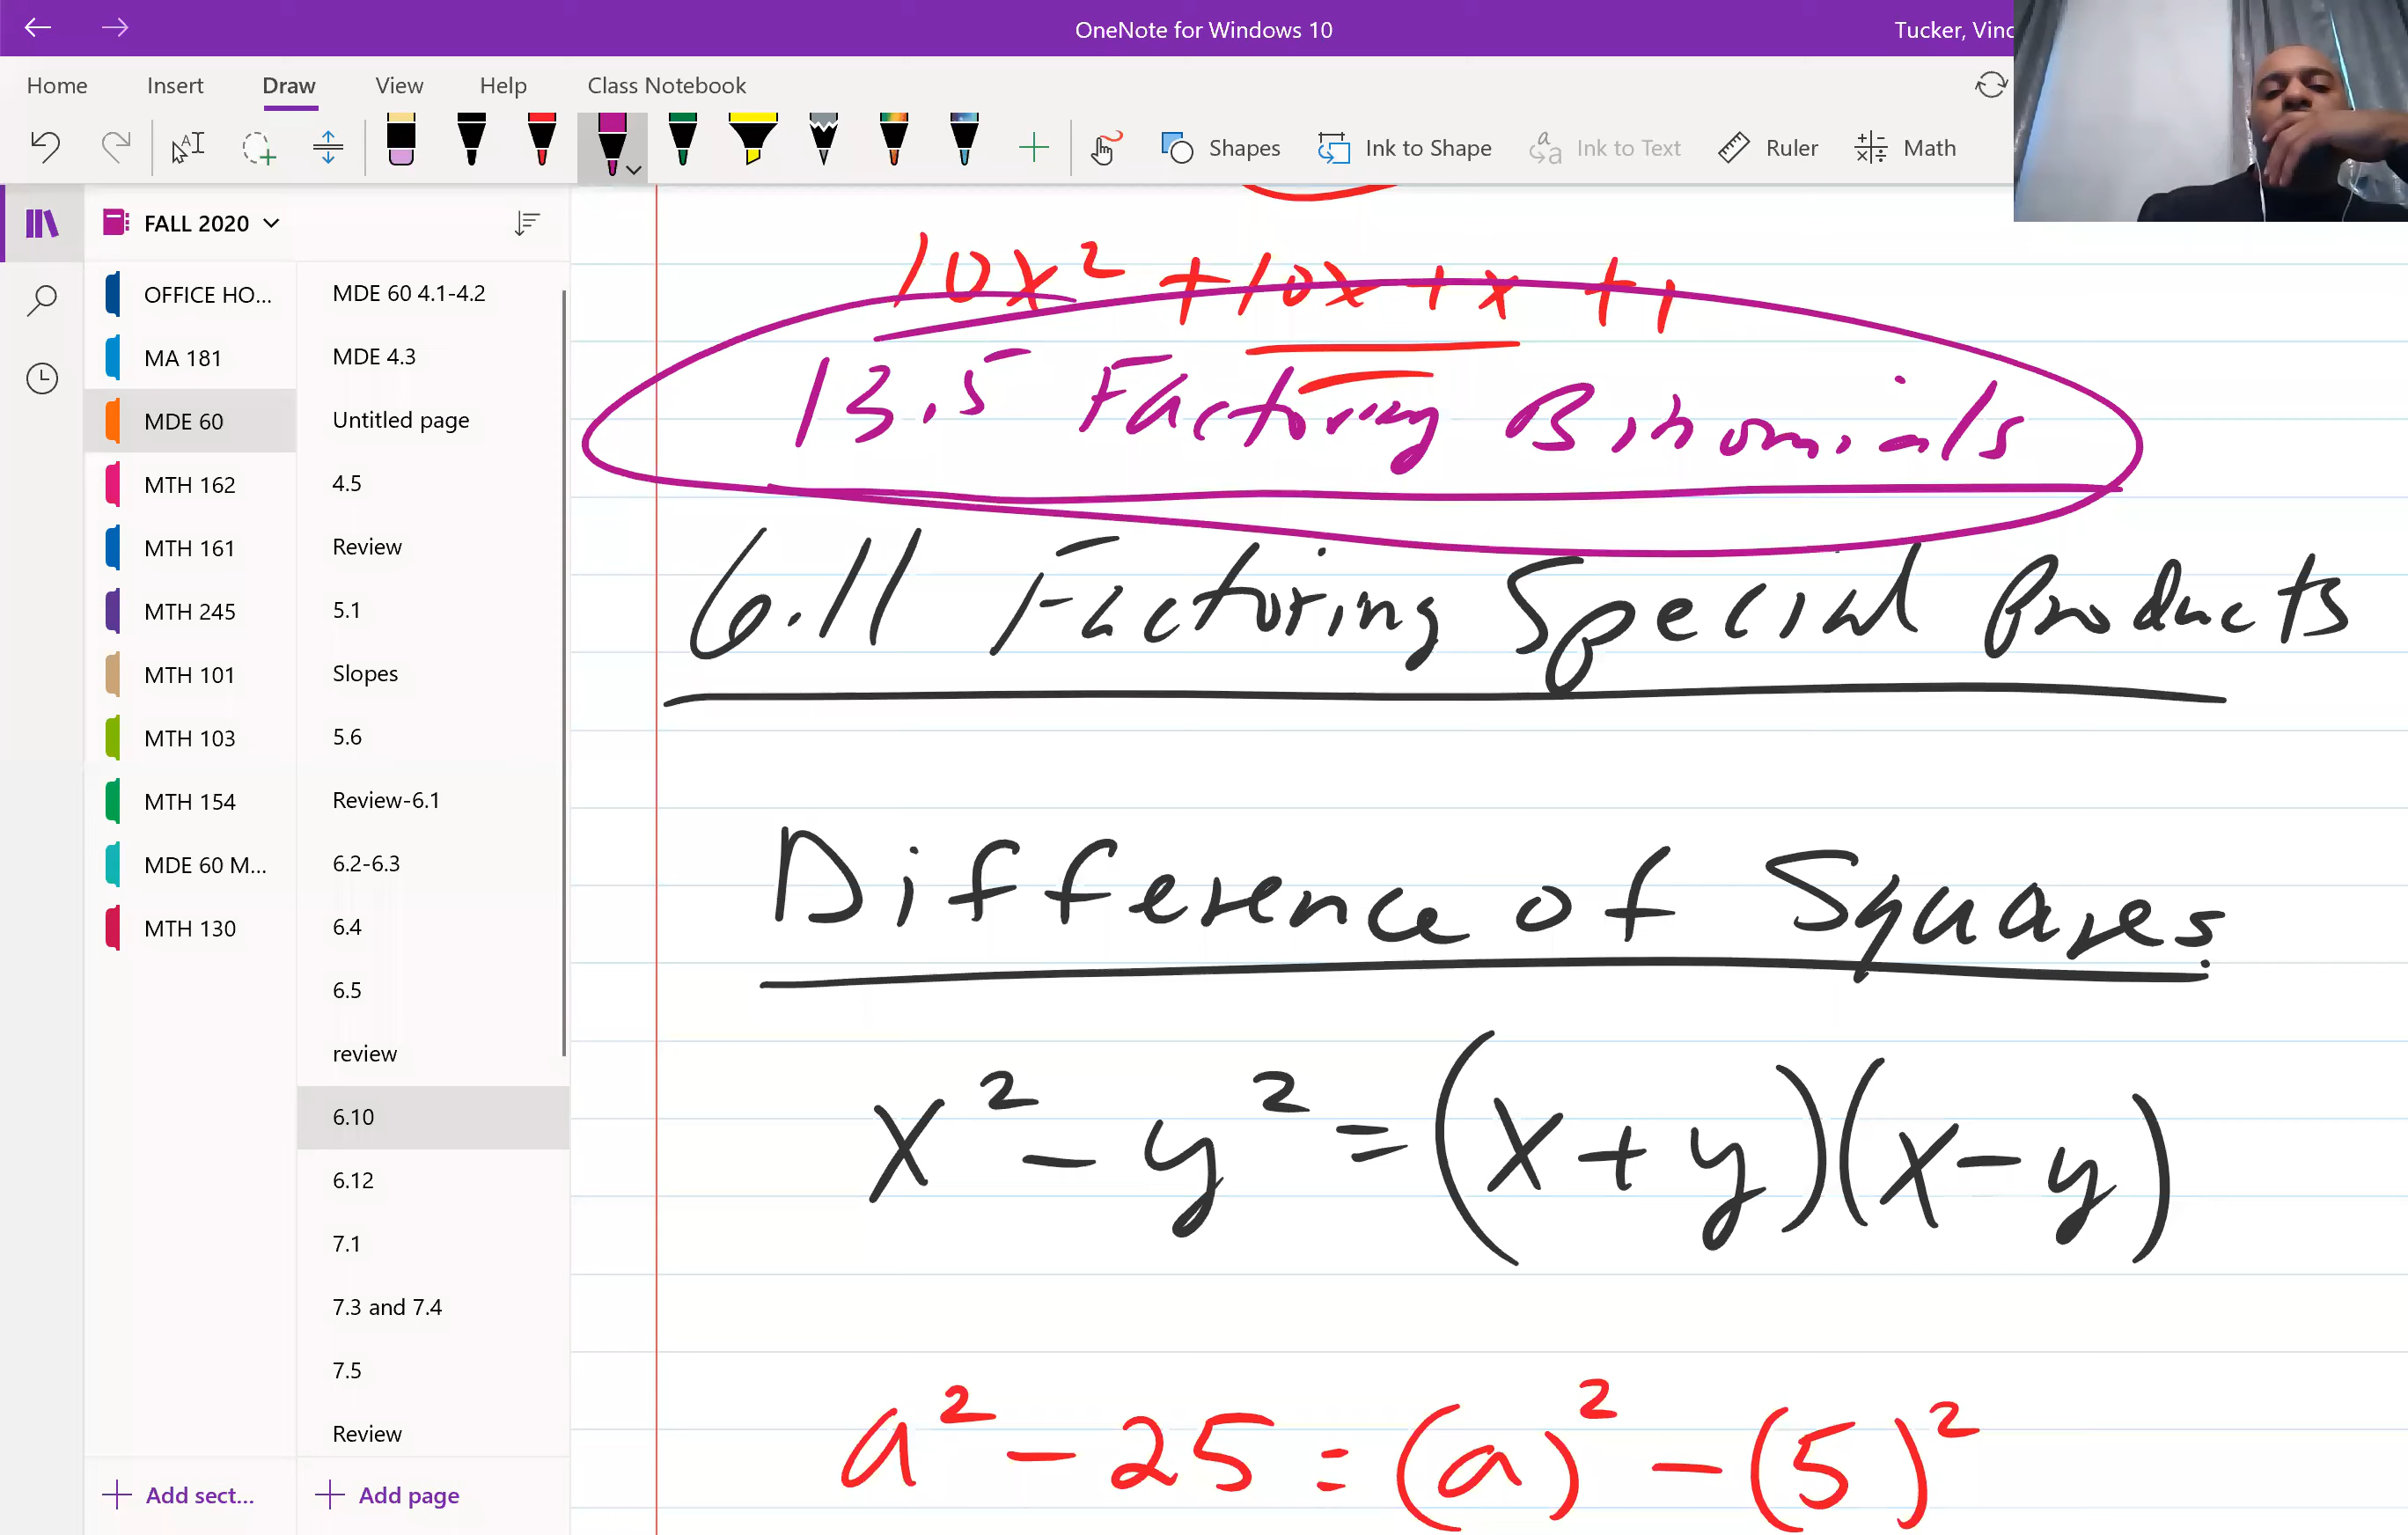 OneNote for Windows 10
Tucker, Vinc
Home Insert Draw View Help Class Notebook
Shapes Ink to Shape Ink to Text Ruler Math
FALL 2020
OFFICE HO...
MA 181
MDE 60
MTH 162
MTH 161
MTH 245
MTH 101
MTH 103
MTH 154
MDE 60 M...
MTH 130
Add sect...
MDE 60 4.1-4.2
MDE 4.3
Untitled page
4.5
Review
5.1
Slopes
5.6
Review-6.1
6.2-6.3
6.4
6.5
review
6.10
6.12
7.1
7.3 and 7.4
7.5
Review
Add page
10x² + 10x + x + 1
13.5 Factoring Binomials
6.11 Factoring Special Products
Difference of Squares
x² - y² = (x + y)(x - y)
a² - 25 = (a)² - (5)²